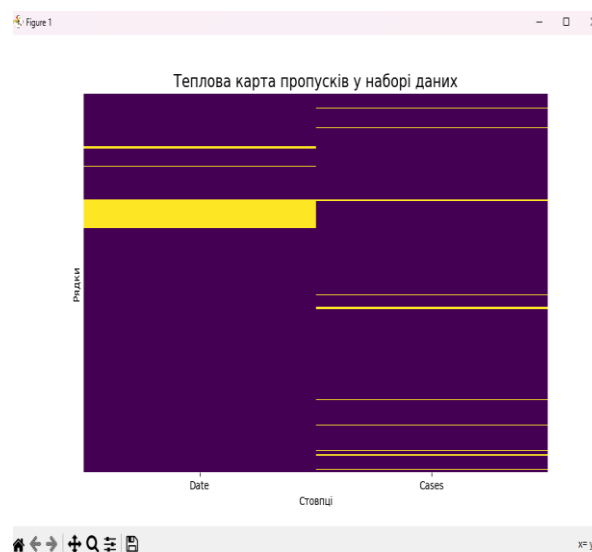 Figure 1
Теплова карта пропусків у наборі даних
Рядки
Date Cases
Стовпці
x= y